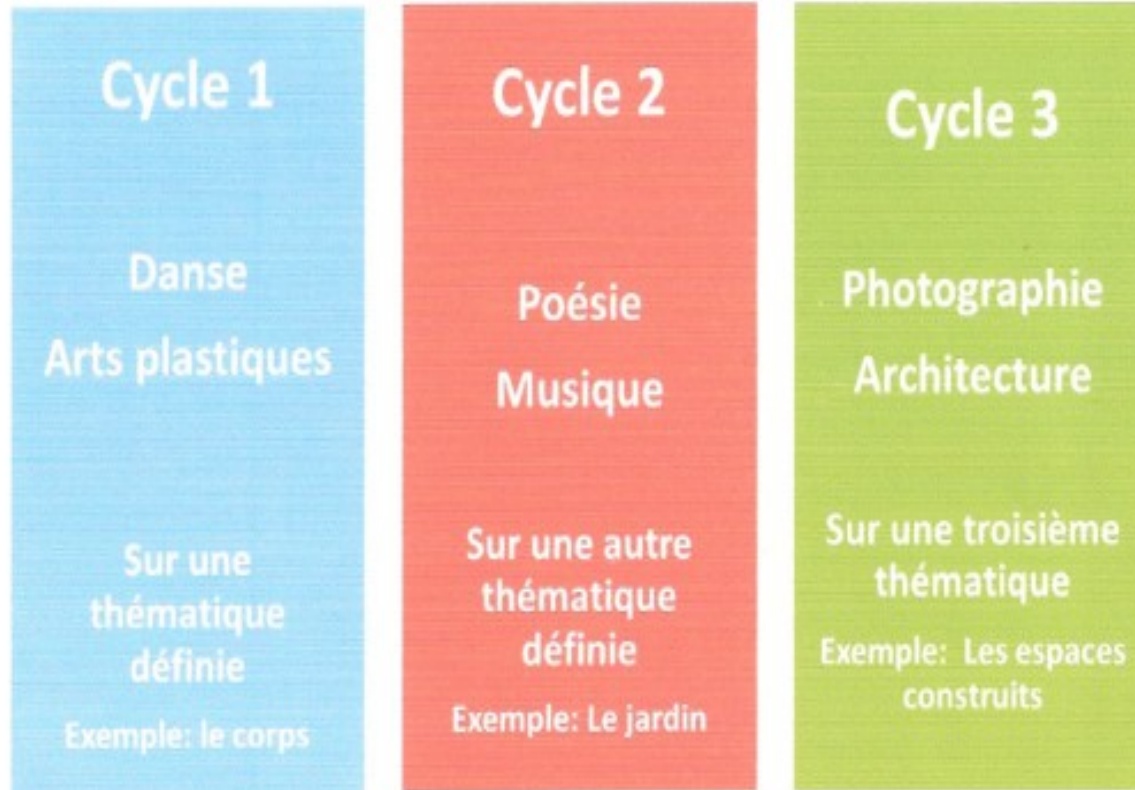 Cycle 1
Danse
Arts plastiques
Sur une
thématique
définie
Exemple: le corps
Cycle 2
Poésie
Musique
Sur une autre
thématique
définie
Exemple: Le jardin
Cycle 3
Photographie
Architecture
Sur une troisième
thématique
Exemple: Les espaces
construits